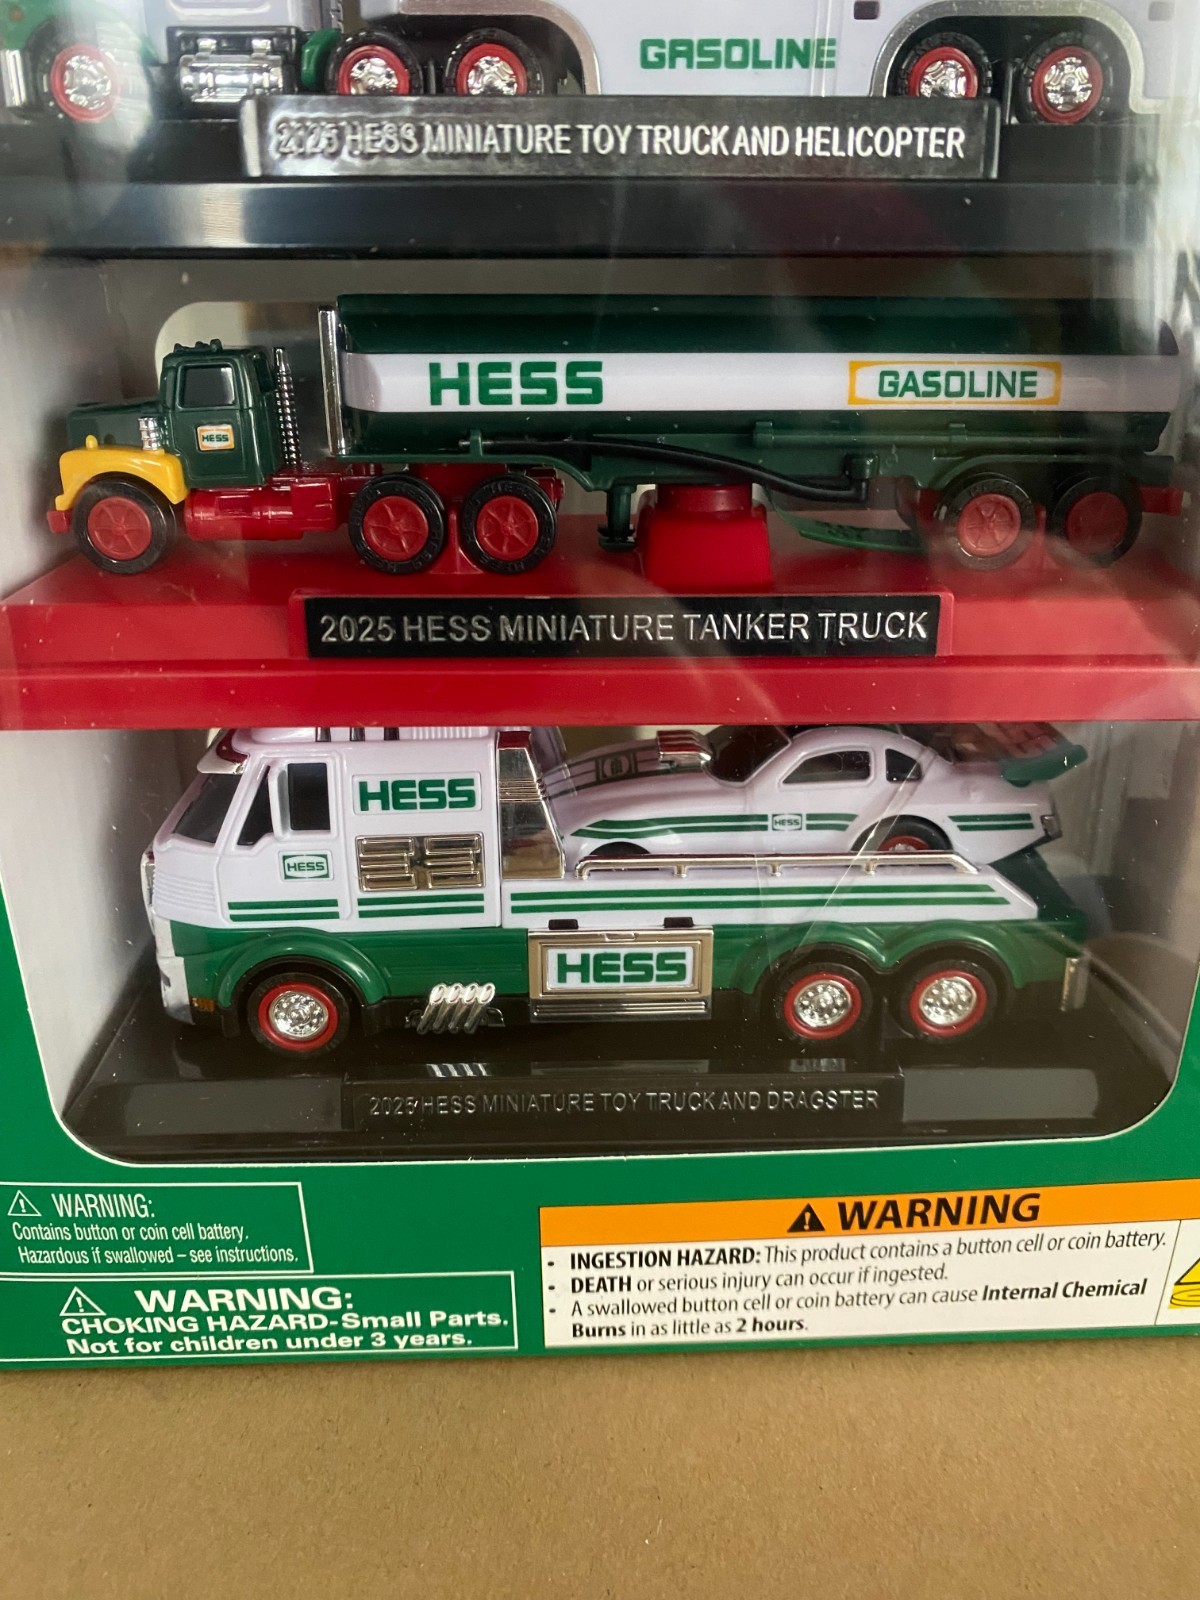 GASOLINE
2025 HESS MINIATURE TOY TRUCK AND HELICOPTER
HESS
GASOLINE
HESS
2025 HESS MINIATURE TANKER TRUCK
HESS
HESS
HESS
HESS
2025 HESS MINIATURE TOY TRUCK AND DRAGSTER
WARNING:
Contains button or coin cell battery.
Hazardous if swallowed – see instructions.
WARNING:
CHOKING HAZARD-Small Parts.
Not for children under 3 years.
WARNING
• INGESTION HAZARD: This product contains a button cell or coin battery.
• DEATH or serious injury can occur if ingested.
• A swallowed button cell or coin battery can cause Internal Chemical
Burns in as little as 2 hours.